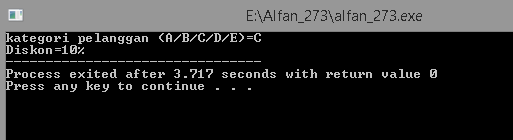 E:\Alfan_273\alfan_273.exe
kategori pelanggan (A/B/C/D/E)=C
Diskon=10%
--------------------------------
Process exited after 3.717 seconds with return value 0
Press any key to continue . . .